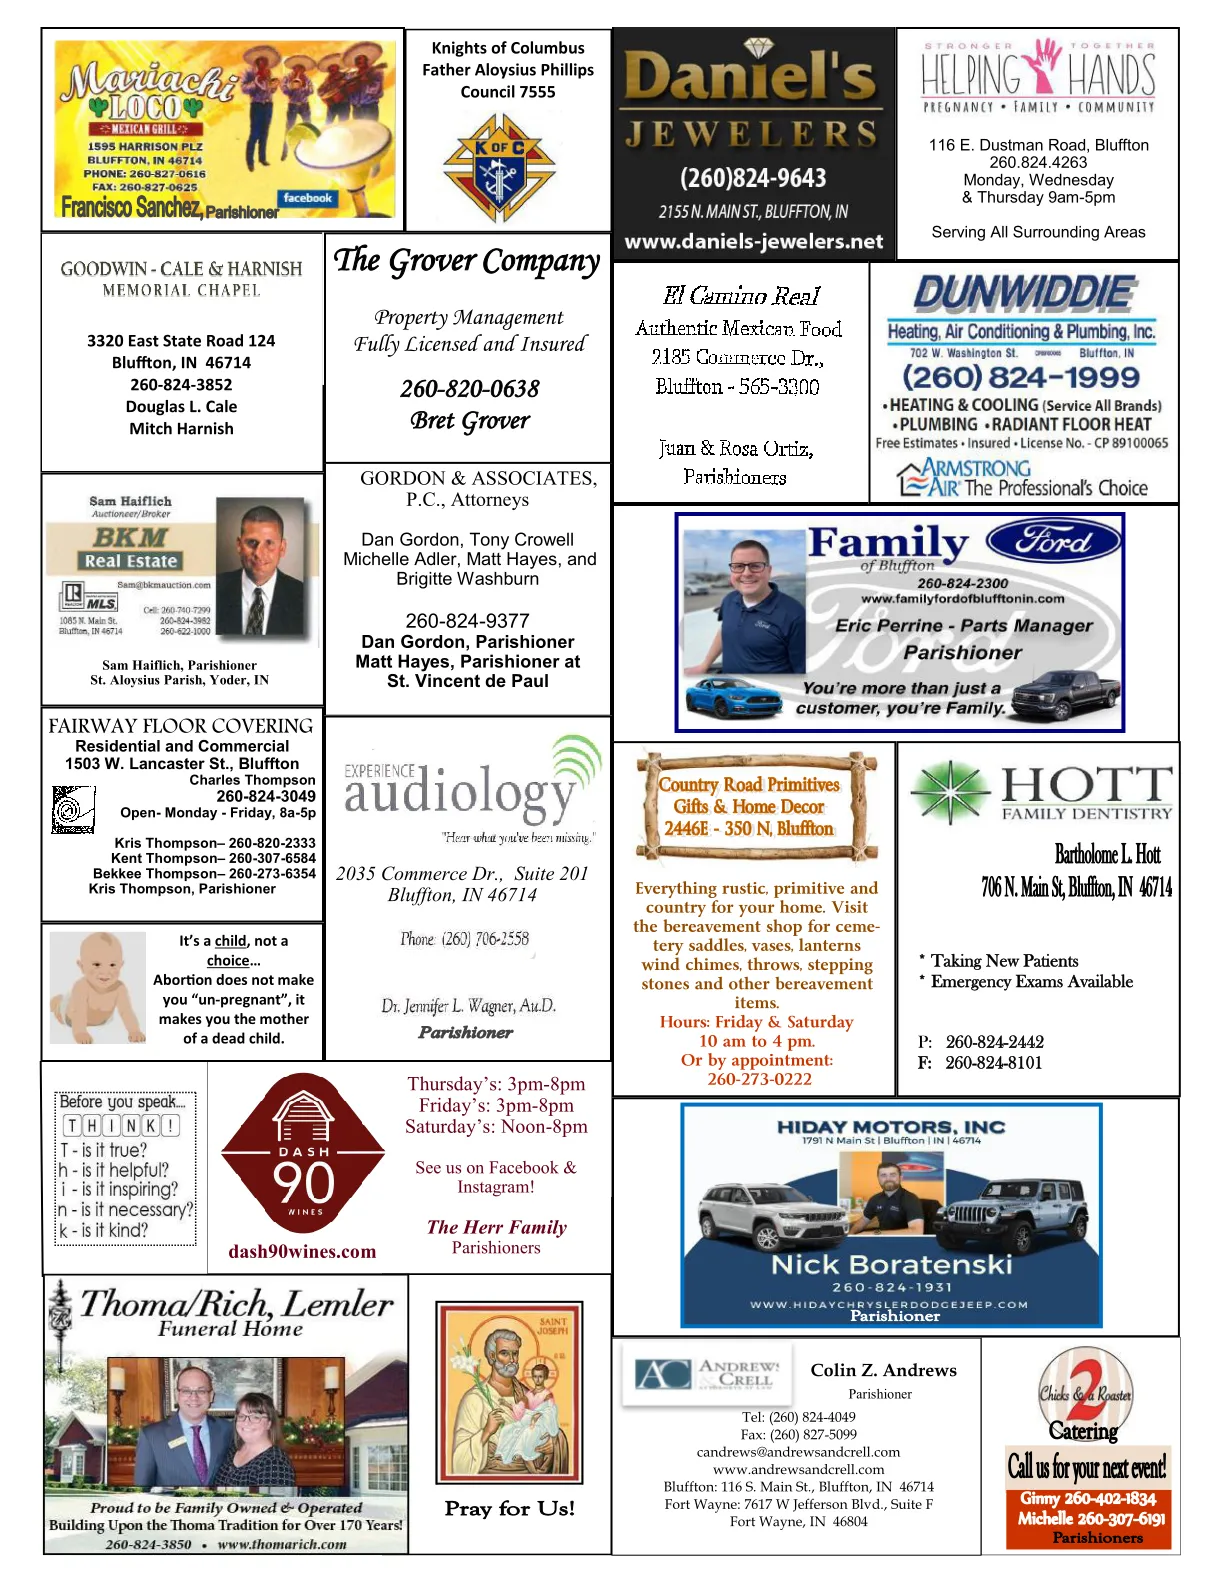 Mariachi
LOCO
MEXICAN GRILL
1595 HARRISON PLZ
BLUFFTON, IN 46714
PHONE: 260-827-0616
FAX: 260-827-0625
facebook
Francisco Sanchez, Parishioner
Knights of Columbus
Father Aloysius Phillips
Council 7555
K OF C
Daniel's
JEWELERS
(260)824-9643
2155 N. MAIN ST., BLUFFTON, IN
www.daniels-jewelers.net
STRONGER TOGETHER
HELPING HANDS
PREGNANCY • FAMILY • COMMUNITY
116 E. Dustman Road, Bluffton
260.824.4263
Monday, Wednesday
& Thursday 9am-5pm
Serving All Surrounding Areas
GOODWIN - CALE & HARNISH
MEMORIAL CHAPEL
3320 East State Road 124
Bluffton, IN 46714
260-824-3852
Douglas L. Cale
Mitch Harnish
The Grover Company
Property Management
Fully Licensed and Insured
260-820-0638
Bret Grover
El Camino Real
Authentic Mexican Food
2185 Commerce Dr.,
Bluffton - 565-3300
Juan & Rosa Ortiz,
Parishioners
DUNWIDDIE
Heating, Air Conditioning & Plumbing, Inc.
702 W. Washington St. Bluffton, IN
(260) 824-1999
• HEATING & COOLING (Service All Brands)
• PLUMBING • RADIANT FLOOR HEAT
Free Estimates • Insured • License No. - CP 89100065
ARMSTRONG
AIR The Professional's Choice
Sam Haiflich
Auctioneer/Broker
BKM
Real Estate
Sam@bkmauction.com
REALTOR MLS
Cell: 260-740-7299
1085 N. Main St. 260-824-3982
Bluffton, IN 46714 260-622-1000
Sam Haiflich, Parishioner
St. Aloysius Parish, Yoder, IN
GORDON & ASSOCIATES,
P.C., Attorneys
Dan Gordon, Tony Crowell
Michelle Adler, Matt Hayes, and
Brigitte Washburn
260-824-9377
Dan Gordon, Parishioner
Matt Hayes, Parishioner at
St. Vincent de Paul
Family Ford
of Bluffton
260-824-2300
www.familyfordofblufftonin.com
Eric Perrine - Parts Manager
Parishioner
You're more than just a
customer, you're Family.
FAIRWAY FLOOR COVERING
Residential and Commercial
1503 W. Lancaster St., Bluffton
Charles Thompson
260-824-3049
Open- Monday - Friday, 8a-5p
Kris Thompson– 260-820-2333
Kent Thompson– 260-307-6584
Bekkee Thompson– 260-273-6354
Kris Thompson, Parishioner
EXPERIENCE
audiology
"Hear what you've been missing."
2035 Commerce Dr., Suite 201
Bluffton, IN 46714
Phone: (260) 706-2558
Dr. Jennifer L. Wagner, Au.D.
Parishioner
Country Road Primitives
Gifts & Home Decor
2446E - 350 N, Bluffton
Everything rustic, primitive and
country for your home. Visit
the bereavement shop for ceme-
tery saddles, vases, lanterns
wind chimes, throws, stepping
stones and other bereavement
items.
Hours: Friday & Saturday
10 am to 4 pm.
Or by appointment:
260-273-0222
HOTT
FAMILY DENTISTRY
Bartholome L. Hott
706 N. Main St, Bluffton, IN 46714
* Taking New Patients
* Emergency Exams Available
P: 260-824-2442
F: 260-824-8101
It's a child, not a
choice…
Abortion does not make
you “un-pregnant”, it
makes you the mother
of a dead child.
Before you speak....
THINK!
T - is it true?
h - is it helpful?
i - is it inspiring?
n - is it necessary?
k - is it kind?
DASH
90
WINES
dash90wines.com
Thursday's: 3pm-8pm
Friday's: 3pm-8pm
Saturday's: Noon-8pm
See us on Facebook &
Instagram!
The Herr Family
Parishioners
HIDAY MOTORS, INC
1791 N Main St | Bluffton | IN | 46714
Nick Boratenski
260-824-1931
WWW.HIDAYCHRYSLERDODGEJEEP.COM
Parishioner
Thoma/Rich, Lemler
Funeral Home
Proud to be Family Owned & Operated
Building Upon the Thoma Tradition for Over 170 Years!
260-824-3850 • www.thomarich.com
SAINT
JOSEPH
Pray for Us!
AC ANDREWS
& CRELL
ATTORNEYS AT LAW
Colin Z. Andrews
Parishioner
Tel: (260) 824-4049
Fax: (260) 827-5099
candrews@andrewsandcrell.com
www.andrewsandcrell.com
Bluffton: 116 S. Main St., Bluffton, IN 46714
Fort Wayne: 7617 W Jefferson Blvd., Suite F
Fort Wayne, IN 46804
2
Chicks & a Roaster
Catering
Call us for your next event!
Ginny 260-402-1834
Michelle 260-307-6191
Parishioners